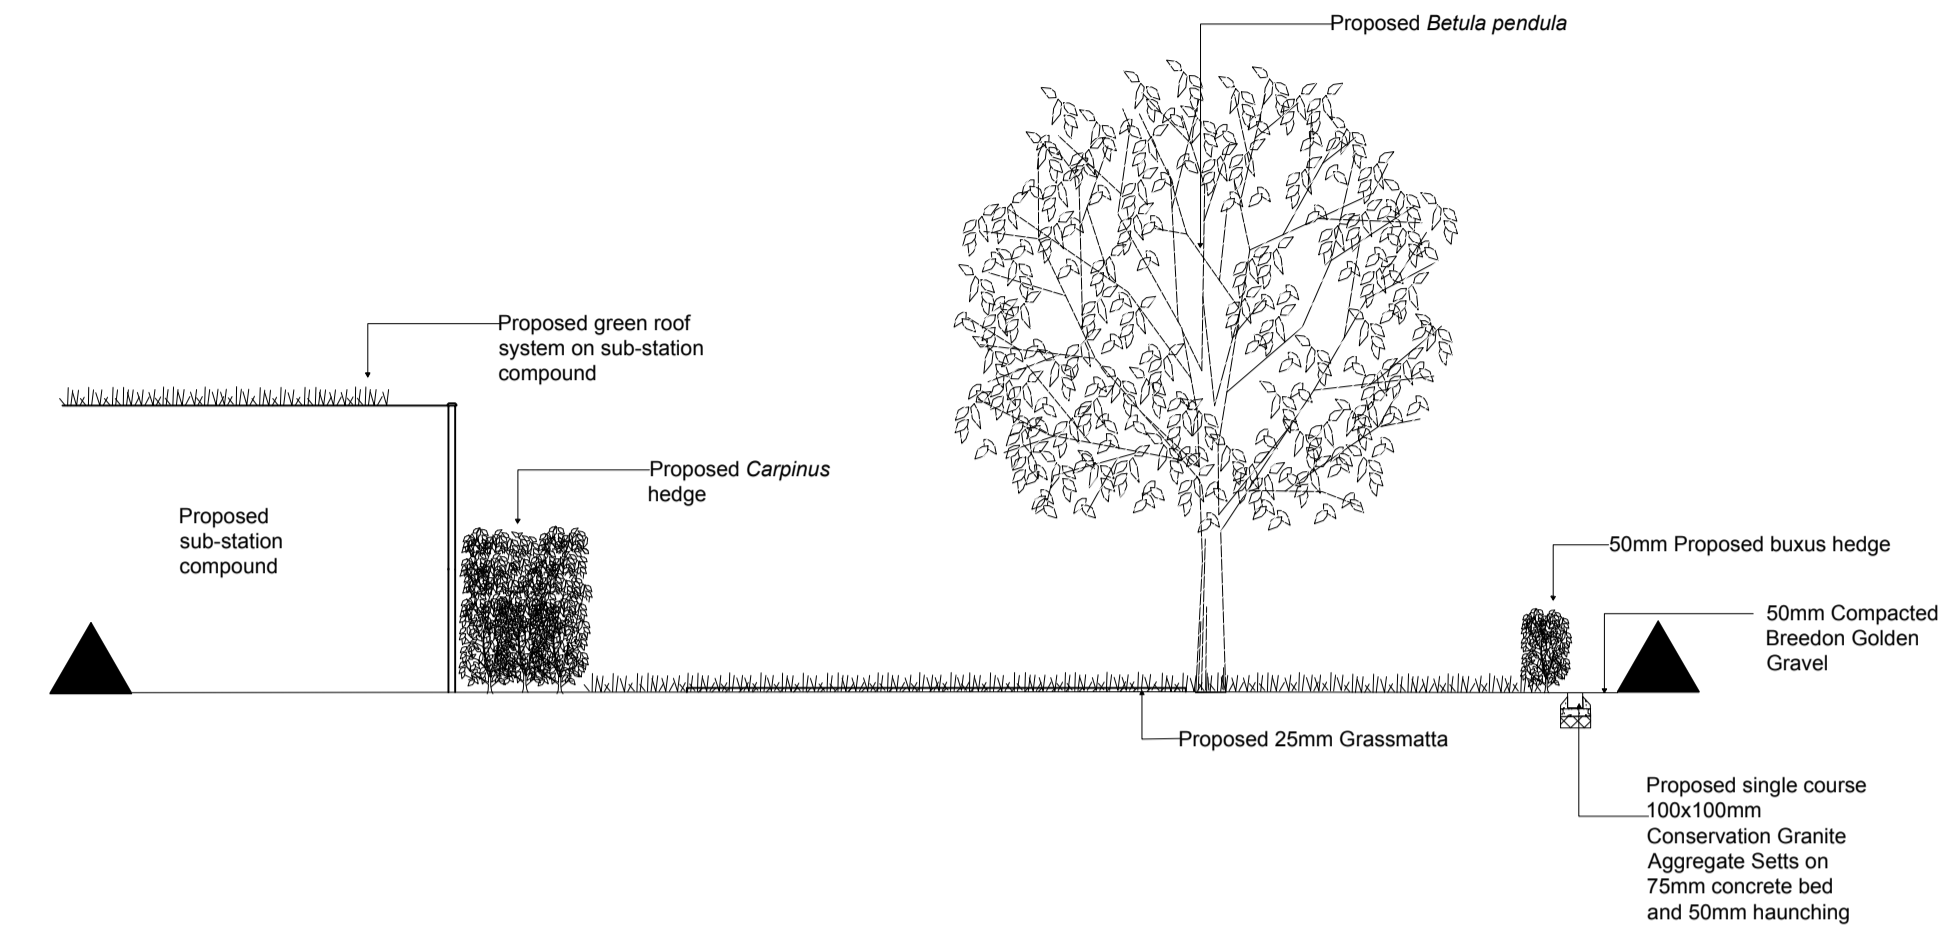 Proposed Betula pendula
Proposed green roof
system on sub-station
compound
Proposed Carpinus
hedge
Proposed
sub-station
compound
50mm Proposed buxus hedge
50mm Compacted
Breedon Golden
Gravel
Proposed 25mm Grassmatta
Proposed single course
100x100mm
Conservation Granite
Aggregate Setts on
75mm concrete bed
and 50mm haunching